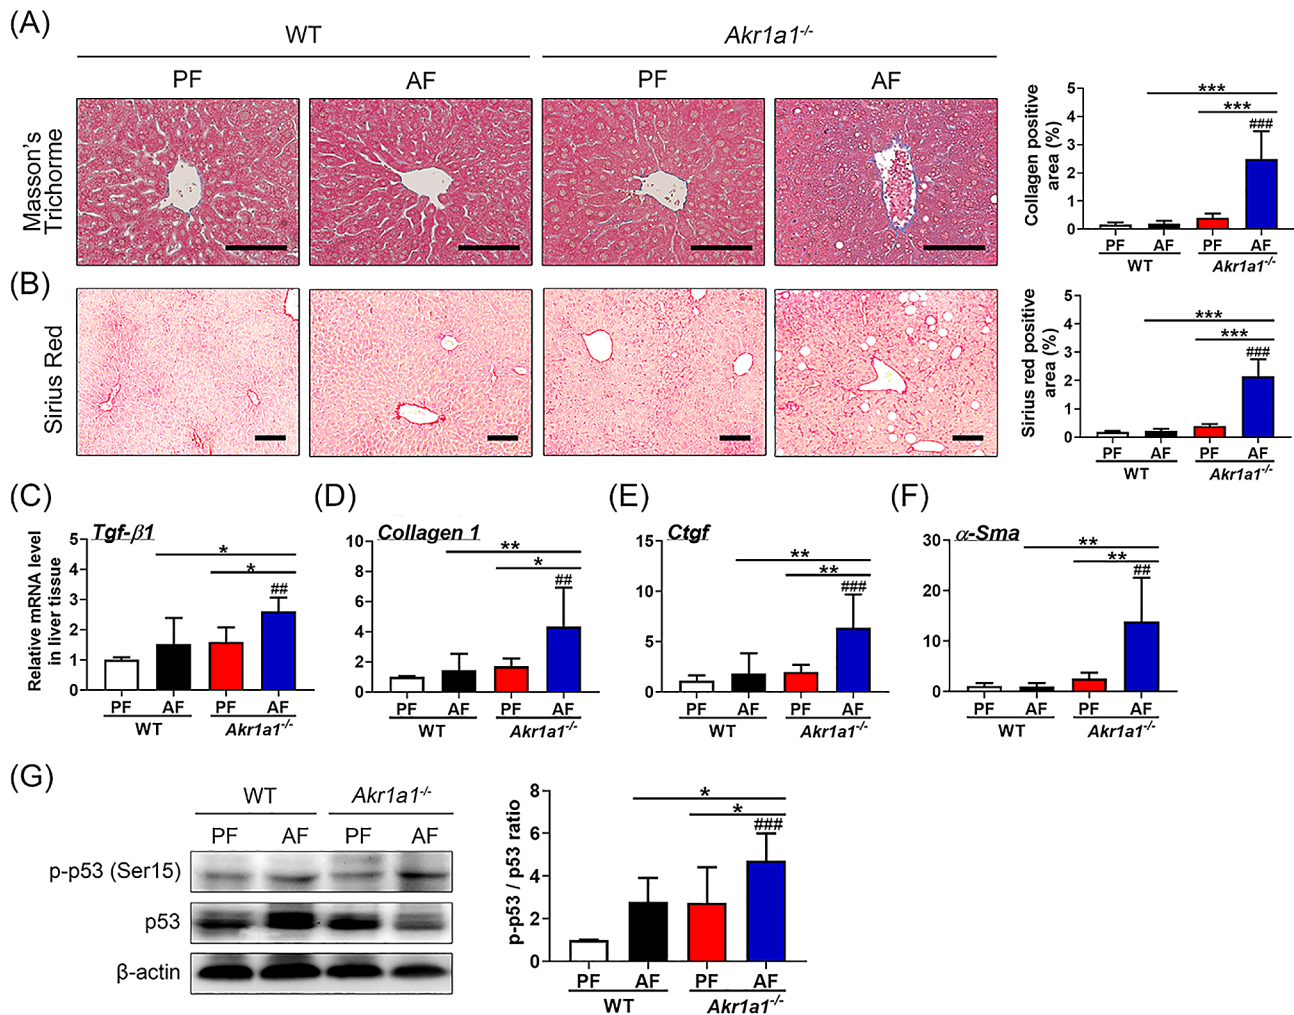 (A)
WT
Akr1a1-/-
PF
AF
PF
AF
Masson's
Trichorme
Collagen positive
area (%)
5
4
3
2
1
0
***
***
###
PF
AF
PF
AF
WT
Akr1a1-/-
(B)
Sirius Red
Sirius red positive
area (%)
5
4
3
2
1
0
***
***
###
PF
AF
PF
AF
WT
Akr1a1-/-
(C)
Tgf-β1
Relative mRNA level
in liver tissue
5
4
3
2
1
0
*
*
##
PF
AF
PF
AF
WT
Akr1a1-/-
(D)
Collagen 1
10
8
6
4
2
0
**
*
##
PF
AF
PF
AF
WT
Akr1a1-/-
(E)
Ctgf
15
10
5
0
**
**
###
PF
AF
PF
AF
WT
Akr1a1-/-
(F)
α-Sma
30
20
10
0
**
**
##
PF
AF
PF
AF
WT
Akr1a1-/-
(G)
WT
Akr1a1-/-
PF
AF
PF
AF
p-p53 (Ser15)
p53
β-actin
p-p53 / p53 ratio
8
6
4
2
0
*
*
###
PF
AF
PF
AF
WT
Akr1a1-/-